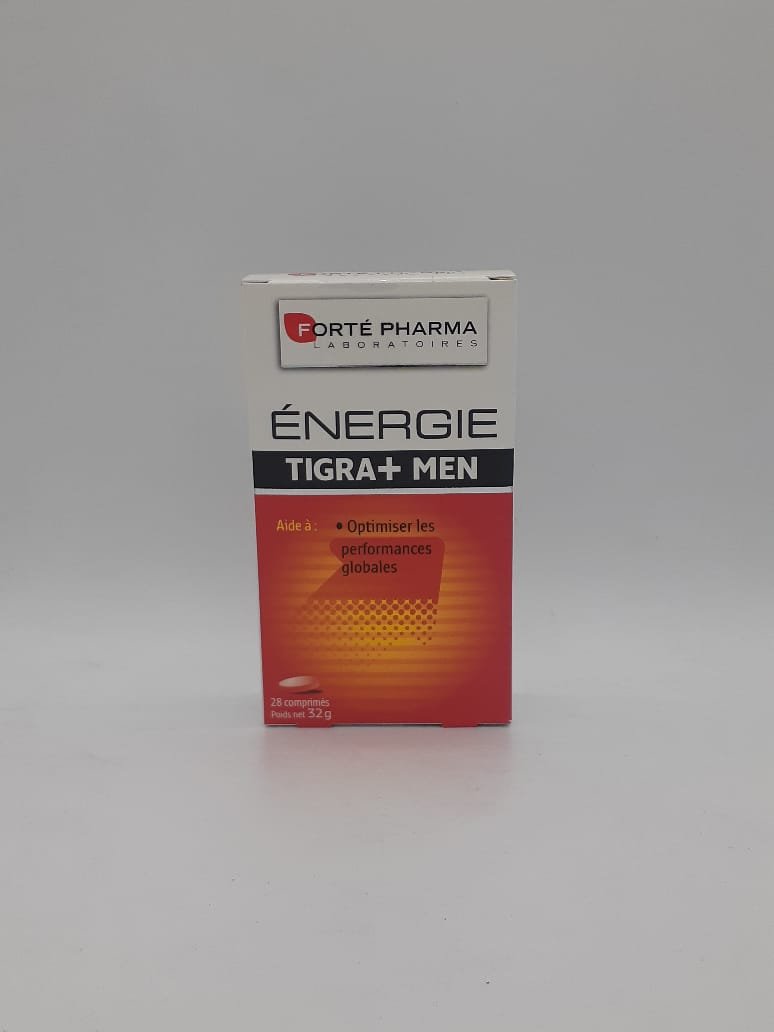 FORTÉ PHARMA
LABORATOIRES
ÉNERGIE
TIGRA+ MEN
Aide à : • Optimiser les
performances
globales
28 comprimés
Poids net 32g